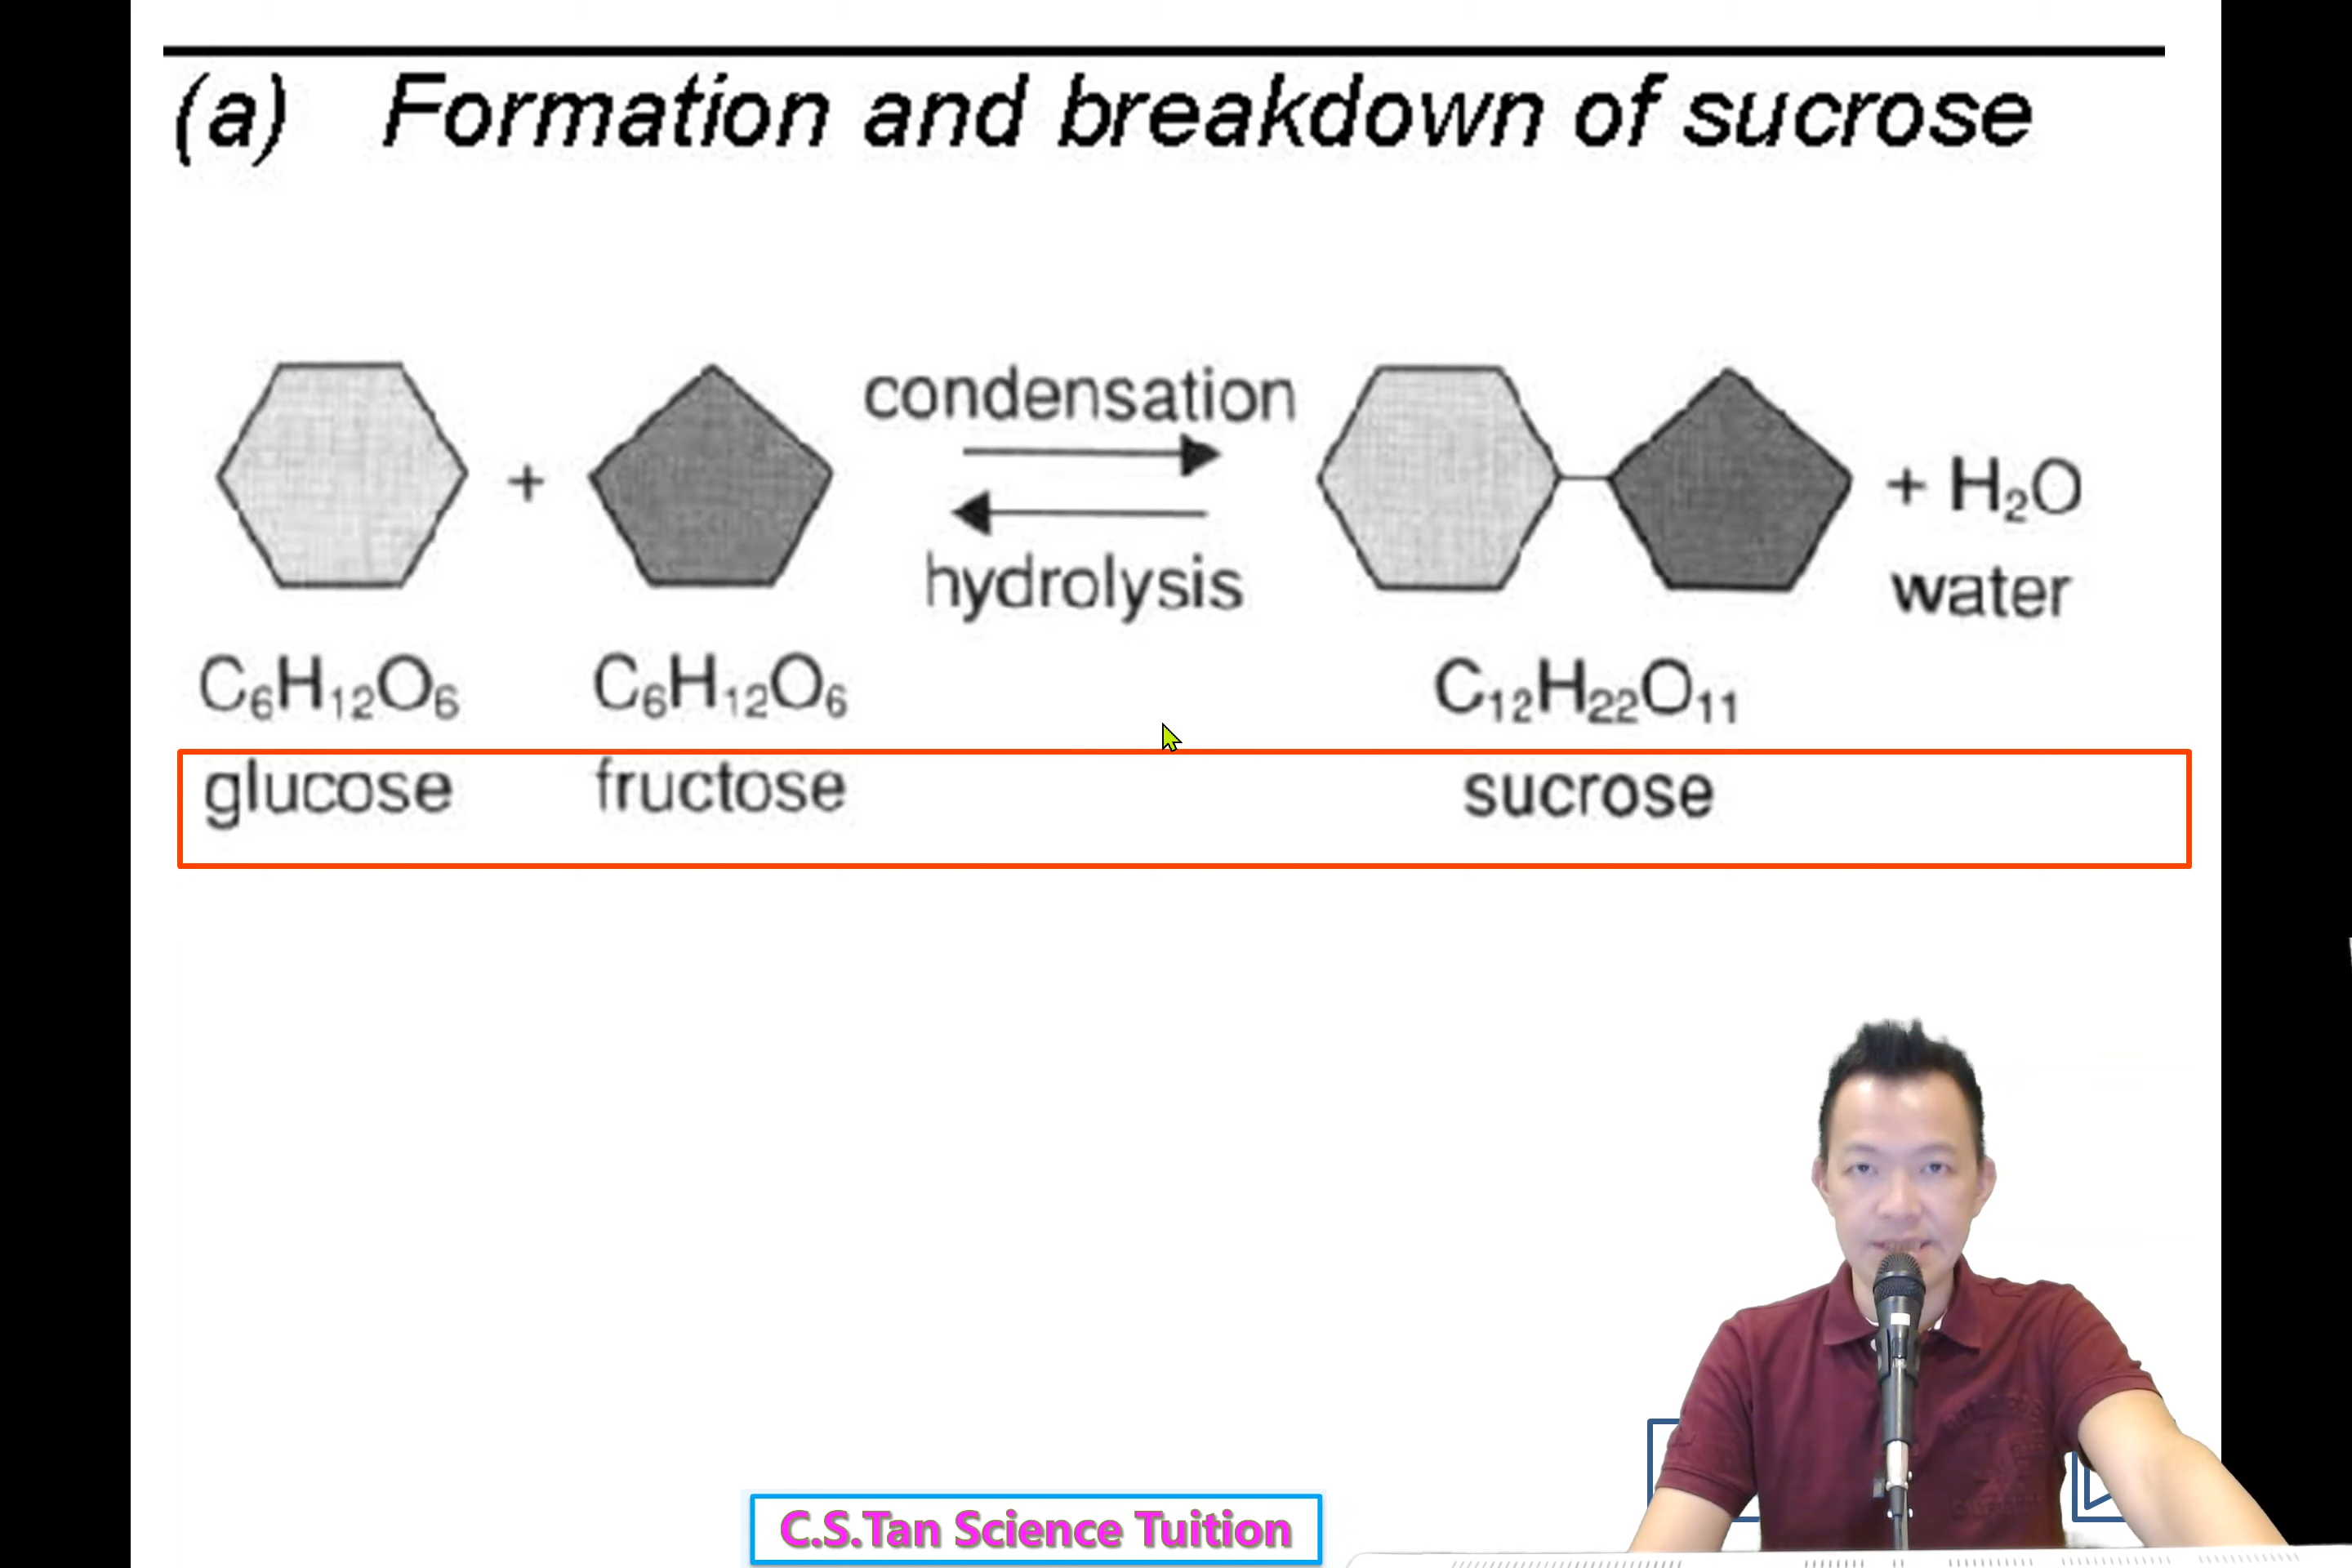 (a) Formation and breakdown of sucrose
condensation
+
+ H₂O
hydrolysis
water
C₆H₁₂O₆ C₆H₁₂O₆ C₁₂H₂₂O₁₁
glucose fructose sucrose
C.S.Tan Science Tuition